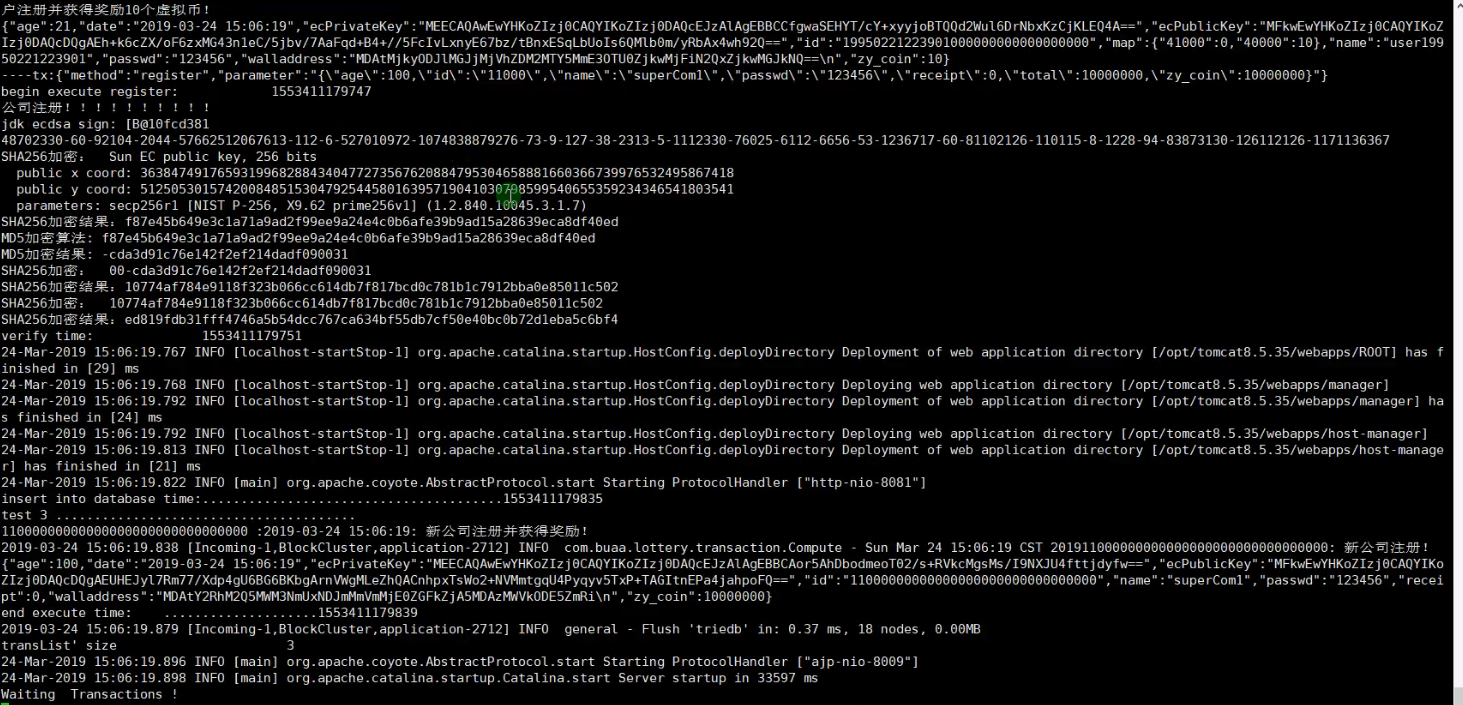 户注册并获得奖励10个虚拟币!
{"age":21,"date":"2019-03-24 15:06:19","ecPrivateKey":"MEECAQAwEwYHKoZIzj0CAQYIKoZIzj0DAQcEJzAlAgEBBCCfgwaSEHYT/cY+xyyjoBTQQd2Wul6DrNbxKzCjKLEQ4A==","ecPublicKey":"MFkwEwYHKoZIzj0CAQYIKoZ
Izj0DAQcDQgAEh+k6cZX/oF6zxMG43n1eC/5jbv/7AaFqd+B4+//5FcIvLxnyE67bz/tBnxESqLbUoIs6QMlb0m/yRbAx4wh92Q==","id":"19950221223901000000000000000000","map":{"41000":0,"40000":10},"name":"user199
50221223901","passwd":"123456","walladdress":"MDAtMjkyODJlMGJjMjVhZDM2MTY5MmE3OTU0ZjkwMjFiN2QxZjkwMGJkNQ==\n","zy_coin":10}
----tx:{"method":"register","parameter":"{\"age\":100,\"id\":\"11000\",\"name\":\"superCom1\",\"passwd\":\"123456\",\"receipt\":0,\"total\":10000000,\"zy_coin\":10000000}"}
begin execute register: 1553411179747
公司注册! ! ! ! ! ! ! ! ! !
jdk ecdsa sign: [B@10fcd381
48702330-60-92104-2044-57662512067613-112-6-527010972-1074838879276-73-9-127-38-2313-5-1112330-76025-6112-6656-53-1236717-60-81102126-110115-8-1228-94-83873130-126112126-1171136367
SHA256加密: Sun EC public key, 256 bits
public x coord: 36384749176593199682884340477273567620884795304658881660366739976532495867418
public y coord: 51250530157420084851530479254458016395719041030798599540655359234346541803541
parameters: secp256r1 [NIST P-256, X9.62 prime256v1] (1.2.840.10045.3.1.7)
SHA256加密结果: f87e45b649e3c1a71a9ad2f99ee9a24e4c0b6afe39b9ad15a28639eca8df40ed
MD5加密算法: f87e45b649e3c1a71a9ad2f99ee9a24e4c0b6afe39b9ad15a28639eca8df40ed
MD5加密结果: -cda3d91c76e142f2ef214dadf090031
SHA256加密: 00-cda3d91c76e142f2ef214dadf090031
SHA256加密结果: 10774af784e9118f323b066cc614db7f817bcd0c781b1c7912bba0e85011c502
SHA256加密: 10774af784e9118f323b066cc614db7f817bcd0c781b1c7912bba0e85011c502
SHA256加密结果: ed819fdb31fff4746a5b54dcc767ca634bf55db7cf50e40bc0b72d1eba5c6bf4
verify time: 1553411179751
24-Mar-2019 15:06:19.767 INFO [localhost-startStop-1] org.apache.catalina.startup.HostConfig.deployDirectory Deployment of web application directory [/opt/tomcat8.5.35/webapps/ROOT] has f
inished in [29] ms
24-Mar-2019 15:06:19.768 INFO [localhost-startStop-1] org.apache.catalina.startup.HostConfig.deployDirectory Deploying web application directory [/opt/tomcat8.5.35/webapps/manager]
24-Mar-2019 15:06:19.792 INFO [localhost-startStop-1] org.apache.catalina.startup.HostConfig.deployDirectory Deployment of web application directory [/opt/tomcat8.5.35/webapps/manager] ha
s finished in [24] ms
24-Mar-2019 15:06:19.792 INFO [localhost-startStop-1] org.apache.catalina.startup.HostConfig.deployDirectory Deploying web application directory [/opt/tomcat8.5.35/webapps/host-manager]
24-Mar-2019 15:06:19.813 INFO [localhost-startStop-1] org.apache.catalina.startup.HostConfig.deployDirectory Deployment of web application directory [/opt/tomcat8.5.35/webapps/host-manage
r] has finished in [21] ms
24-Mar-2019 15:06:19.822 INFO [main] org.apache.coyote.AbstractProtocol.start Starting ProtocolHandler ["http-nio-8081"]
insert into database time:.......................................1553411179835
test 3 .......................................
11000000000000000000000000000000 :2019-03-24 15:06:19: 新公司注册并获得奖励!
2019-03-24 15:06:19.838 [Incoming-1,BlockCluster,application-2712] INFO com.buaa.lottery.transaction.Compute - Sun Mar 24 15:06:19 CST 201911000000000000000000000000000000: 新公司注册!
{"age":100,"date":"2019-03-24 15:06:19","ecPrivateKey":"MEECAQAwEwYHKoZIzj0CAQYIKoZIzj0DAQcEJzAlAgEBBCAor5AhDbodmeoT02/s+RVkcMgsMs/I9NXJU4fttjdyfw==","ecPublicKey":"MFkwEwYHKoZIzj0CAQYIKo
ZIzj0DAQcDQgAEUHEJyl7Rm77/Xdp4gU6BG6BKbgArnVWgMLeZhQACnhpxTsWo2+NVMmtgqU4Pyqyv5TxP+TAGItnEPa4jahpoFQ==","id":"11000000000000000000000000000000","name":"superCom1","passwd":"123456","recei
pt":0,"walladdress":"MDAtY2RhM2Q5MWM3NmUxNDJmMmVmMjE0ZGFkZjA5MDAzMWVkODE5ZmRi\n","zy_coin":10000000}
end execute time: ....................1553411179839
2019-03-24 15:06:19.879 [Incoming-1,BlockCluster,application-2712] INFO general - Flush 'triedb' in: 0.37 ms, 18 nodes, 0.00MB
transList' size 3
24-Mar-2019 15:06:19.896 INFO [main] org.apache.coyote.AbstractProtocol.start Starting ProtocolHandler ["ajp-nio-8009"]
24-Mar-2019 15:06:19.898 INFO [main] org.apache.catalina.startup.Catalina.start Server startup in 33597 ms
Waiting Transactions !